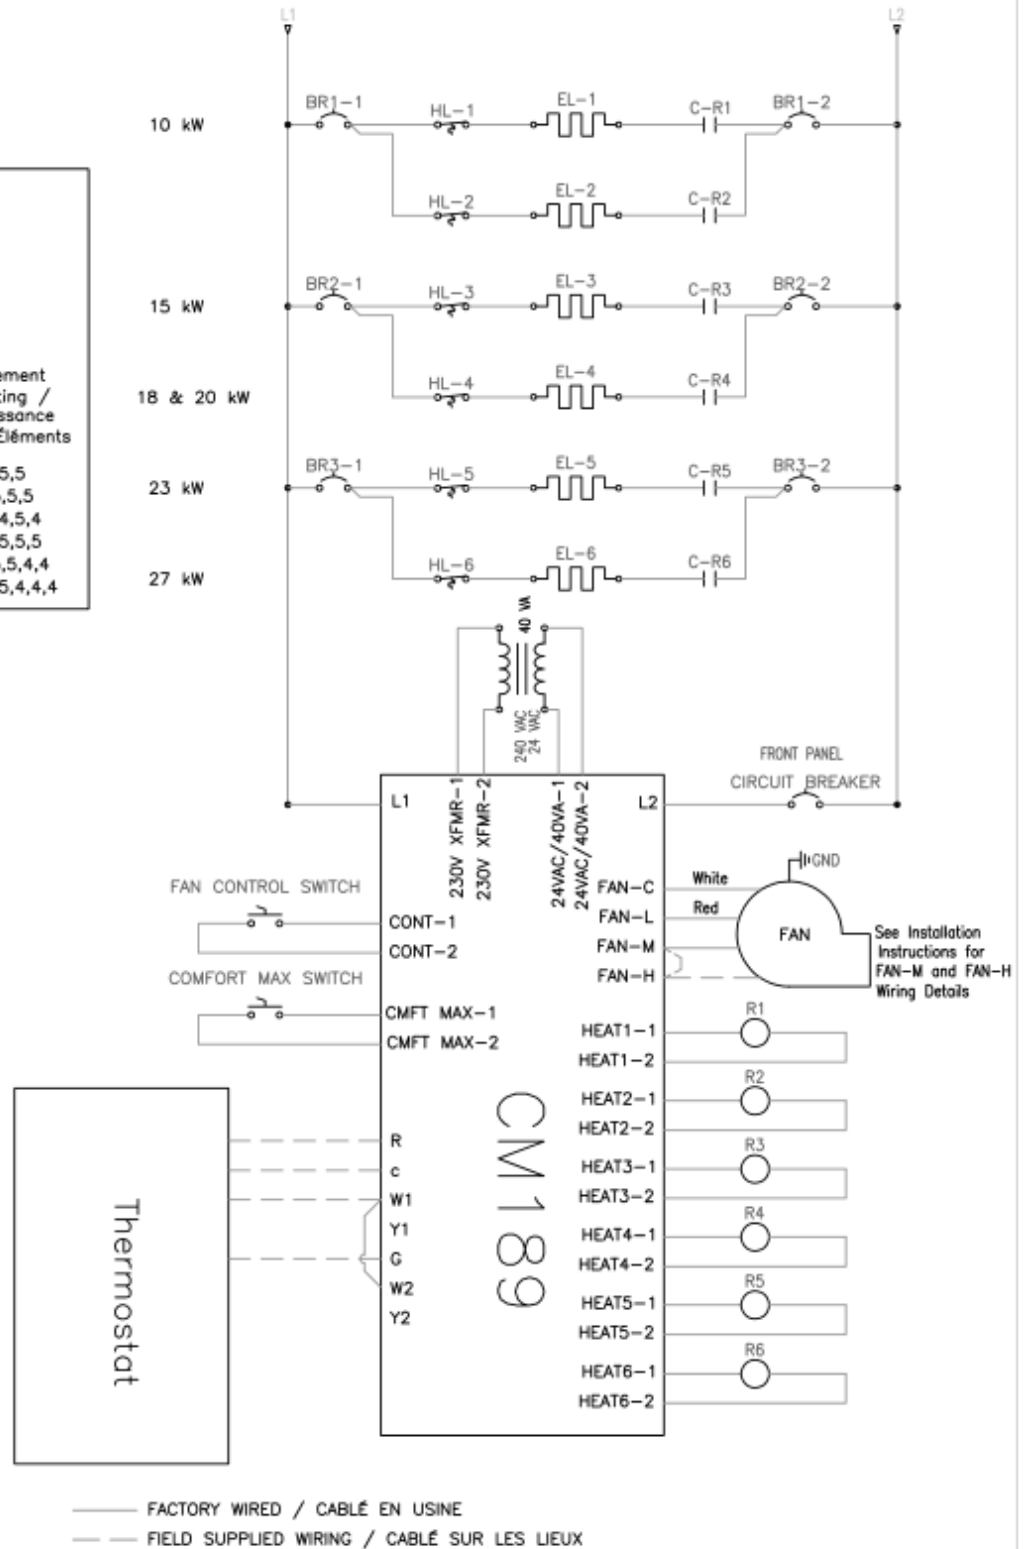 L1 L2
10 kW BR1-1 HL-1 EL-1 C-R1 BR1-2
HL-2 EL-2 C-R2
15 kW BR2-1 HL-3 EL-3 C-R3 BR2-2
18 & 20 kW HL-4 EL-4 C-R4
23 kW BR3-1 HL-5 EL-5 C-R5 BR3-2
27 kW HL-6 EL-6 C-R6
ement
ing /
ssance
Éléments
5,5
,5,5
4,5,4
5,5,5
,5,4,4
5,4,4,4
40 VA
240 VAC
24 VAC
FRONT PANEL
CIRCUIT BREAKER
L1
230V XFMR-1
230V XFMR-2
24VAC/40VA-1
24VAC/40VA-2
L2
FAN CONTROL SWITCH
CONT-1
CONT-2
COMFORT MAX SWITCH
CMFT MAX-1
CMFT MAX-2
FAN-C White
FAN-L Red
FAN-M
FAN-H
GND
FAN
See Installation
Instructions for
FAN-M and FAN-H
Wiring Details
HEAT1-1 R1
HEAT1-2
HEAT2-1 R2
HEAT2-2
HEAT3-1 R3
HEAT3-2
HEAT4-1 R4
HEAT4-2
HEAT5-1 R5
HEAT5-2
HEAT6-1 R6
HEAT6-2
CM189
Thermostat
R
c
W1
Y1
G
W2
Y2
FACTORY WIRED / CABLÉ EN USINE
FIELD SUPPLIED WIRING / CABLÉ SUR LES LIEUX